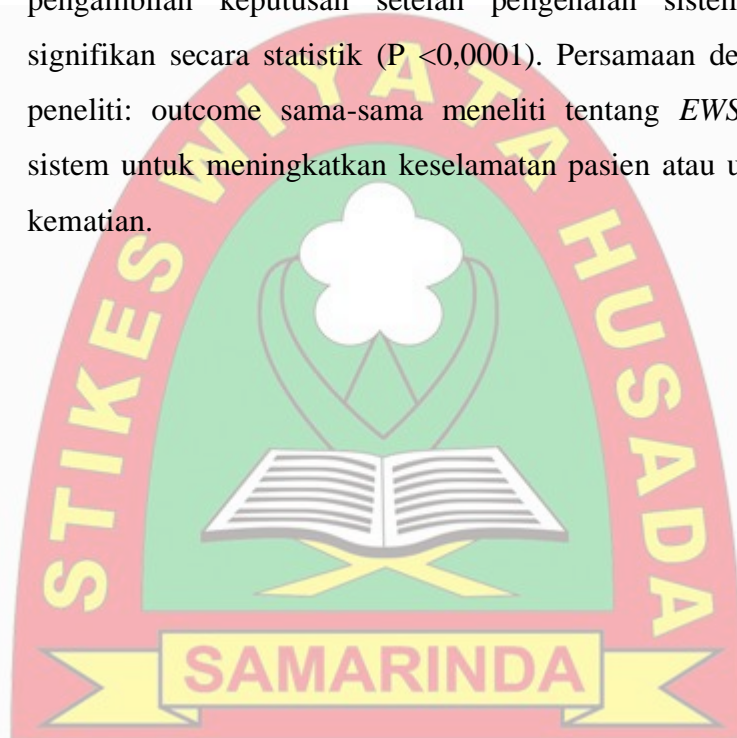 pengambilan keputusan setelah pengenalan sistem
signifikan secara statistik (P <0,0001). Persamaan de
peneliti: outcome sama-sama meneliti tentang EWS
sistem untuk meningkatkan keselamatan pasien atau u
kematian.
STIKES WIYATA HUSADA
SAMARINDA